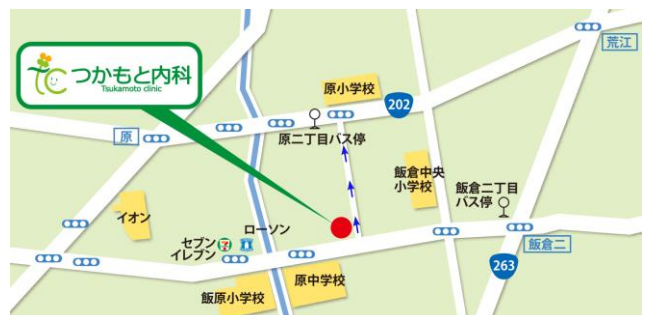 つかもと内科
Tsukamoto clinic
荒江
原小学校
202
原
原二丁目バス停
飯倉中央
小学校
飯倉二丁目
バス停
イオン
ローソン
セブン
イレブン
7
飯倉二
原中学校
263
飯原小学校